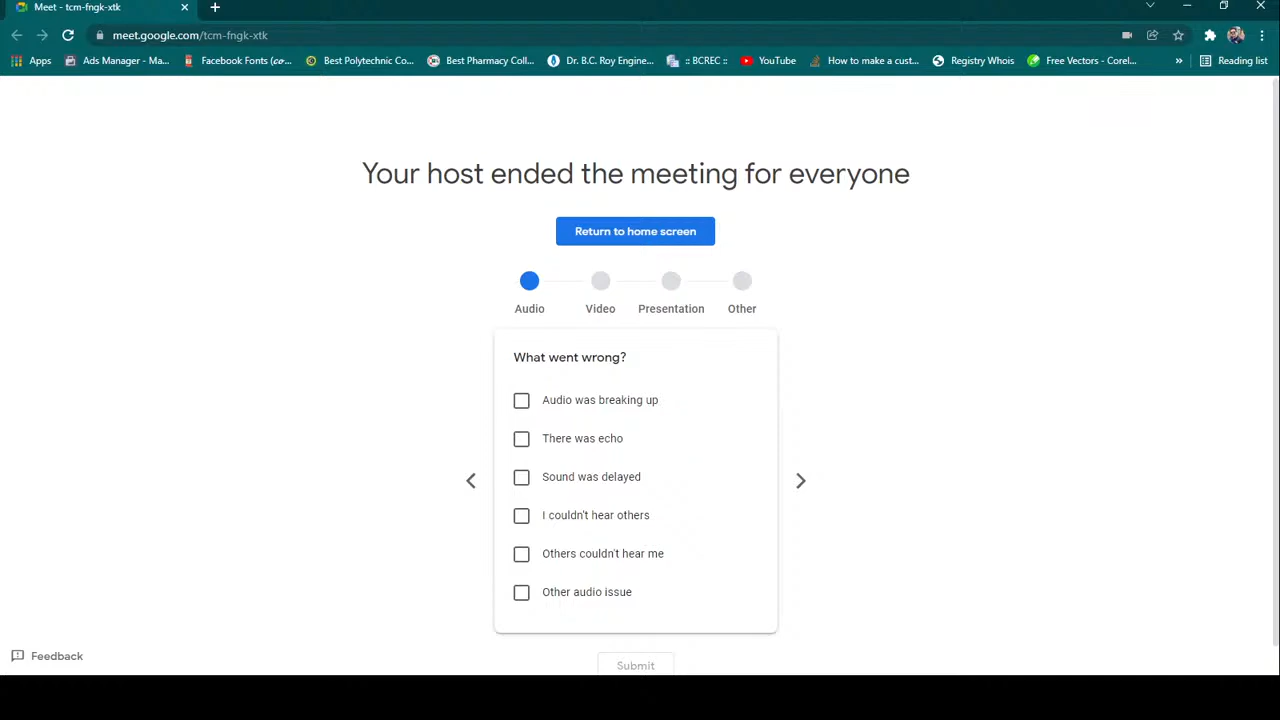 Meet - tcm-fngk-xtk
meet.google.com/tcm-fngk-xtk
Apps Ads Manager - Ma... Facebook Fonts (co... Best Polytechnic Co... Best Pharmacy Coll... Dr. B.C. Roy Engine... :: BCREC :: YouTube How to make a cust... Registry Whois Free Vectors - Corel... » Reading list
Your host ended the meeting for everyone
Return to home screen
Audio Video Presentation Other
What went wrong?
Audio was breaking up
There was echo
Sound was delayed
I couldn't hear others
Others couldn't hear me
Other audio issue
Feedback
Submit